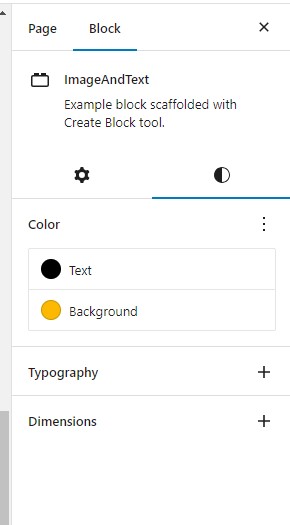 Page Block
ImageAndText
Example block scaffolded with
Create Block tool.
Color
Text
Background
Typography
Dimensions